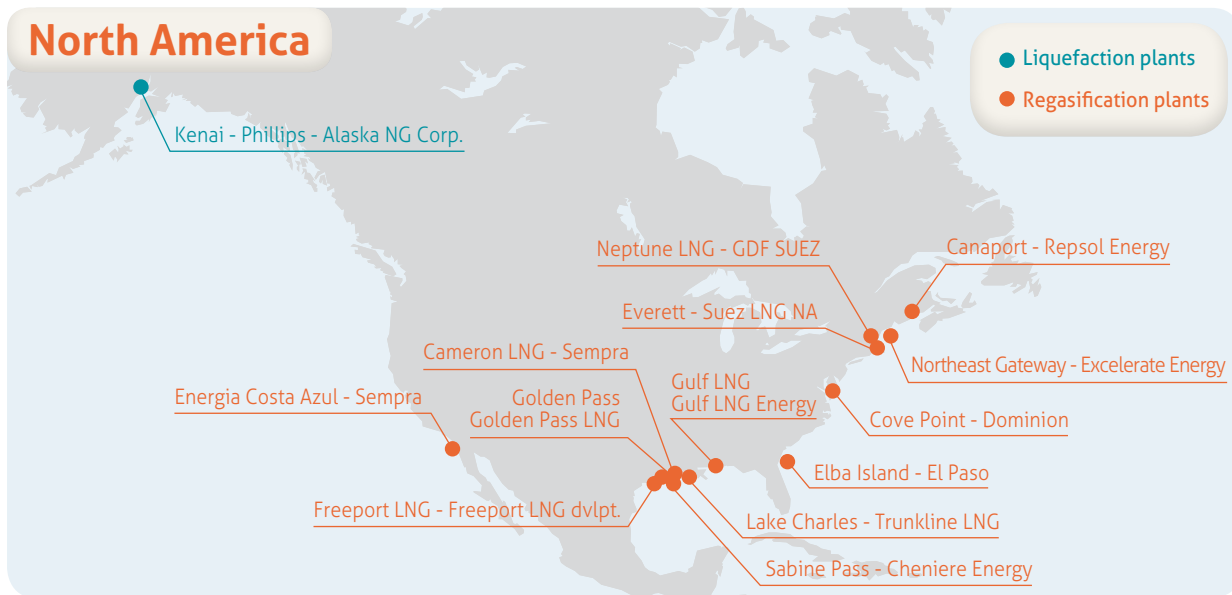 North America
Liquefaction plants
Regasification plants
Kenai - Phillips - Alaska NG Corp.
Neptune LNG - GDF SUEZ
Canaport - Repsol Energy
Everett - Suez LNG NA
Cameron LNG - Sempra
Northeast Gateway - Excelerate Energy
Energia Costa Azul - Sempra
Golden Pass
Golden Pass LNG
Gulf LNG
Gulf LNG Energy
Cove Point - Dominion
Elba Island - El Paso
Freeport LNG - Freeport LNG dvlpt.
Lake Charles - Trunkline LNG
Sabine Pass - Cheniere Energy